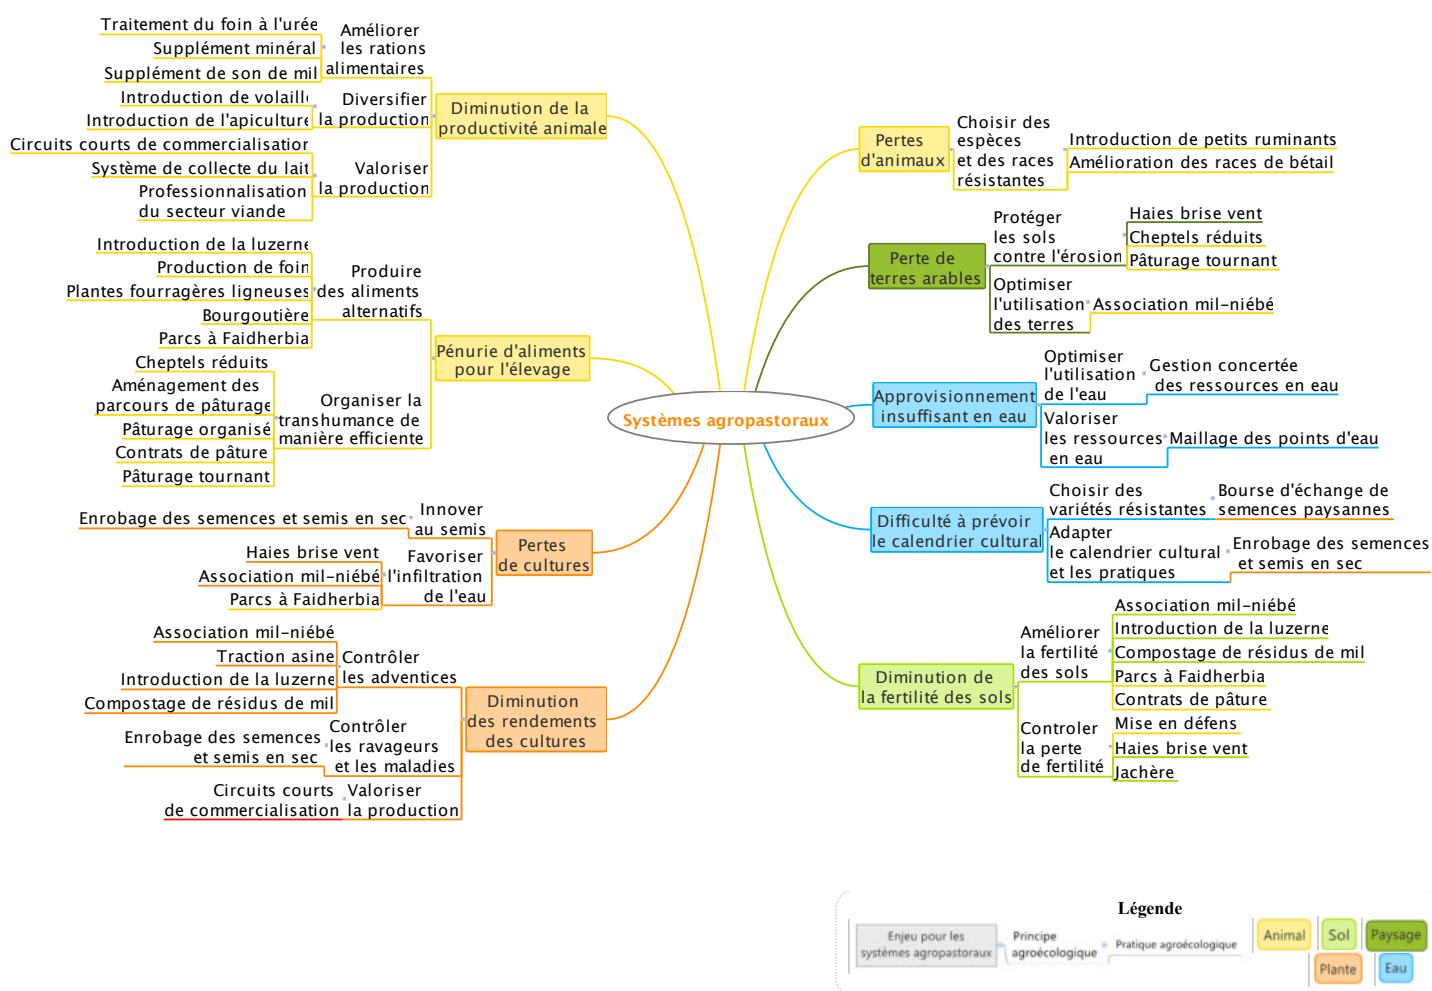 Traitement du foin à l'urée
Supplément minéral
Supplément de son de mil
Améliorer
les rations
alimentaires
Introduction de volaille
Introduction de l'apiculture
Diversifier
la production
Circuits courts de commercialisation
Système de collecte du lait
Professionnalisation
du secteur viande
Valoriser
la production
Diminution de la
productivité animale
Introduction de la luzerne
Production de foin
Plantes fourragères ligneuses
Bourgoutière
Parcs à Faidherbia
Produire
des aliments
alternatifs
Cheptels réduits
Aménagement des
parcours de pâturage
Pâturage organisé
Contrats de pâture
Pâturage tournant
Organiser la
transhumance de
manière efficiente
Pénurie d'aliments
pour l'élevage
Enrobage des semences et semis en sec
Innover
au semis
Haies brise vent
Association mil-niébé
Parcs à Faidherbia
Favoriser
l'infiltration
de l'eau
Pertes
de cultures
Association mil-niébé
Traction asine
Introduction de la luzerne
Compostage de résidus de mil
Contrôler
les adventices
Enrobage des semences
et semis en sec
Contrôler
les ravageurs
et les maladies
Circuits courts
de commercialisation
Valoriser
la production
Diminution
des rendements
des cultures
Systèmes agropastoraux
Pertes
d'animaux
Choisir des
espèces
et des races
résistantes
Introduction de petits ruminants
Amélioration des races de bétail
Perte de
terres arables
Protéger
les sols
contre l'érosion
Haies brise vent
Cheptels réduits
Pâturage tournant
Optimiser
l'utilisation
des terres
Association mil-niébé
Approvisionnement
insuffisant en eau
Optimiser
l'utilisation
de l'eau
Gestion concertée
des ressources en eau
Valoriser
les ressources
en eau
Maillage des points d'eau
Difficulté à prévoir
le calendrier cultural
Choisir des
variétés résistantes
Bourse d'échange de
semences paysannes
Adapter
le calendrier cultural
et les pratiques
Enrobage des semences
et semis en sec
Diminution de
la fertilité des sols
Améliorer
la fertilité
des sols
Association mil-niébé
Introduction de la luzerne
Compostage de résidus de mil
Parcs à Faidherbia
Contrats de pâture
Controler
la perte
de fertilité
Mise en défens
Haies brise vent
Jachère
Légende
Enjeu pour les
systèmes agropastoraux
Principe
agroécologique
Pratique agroécologique
Animal
Sol
Paysage
Plante
Eau